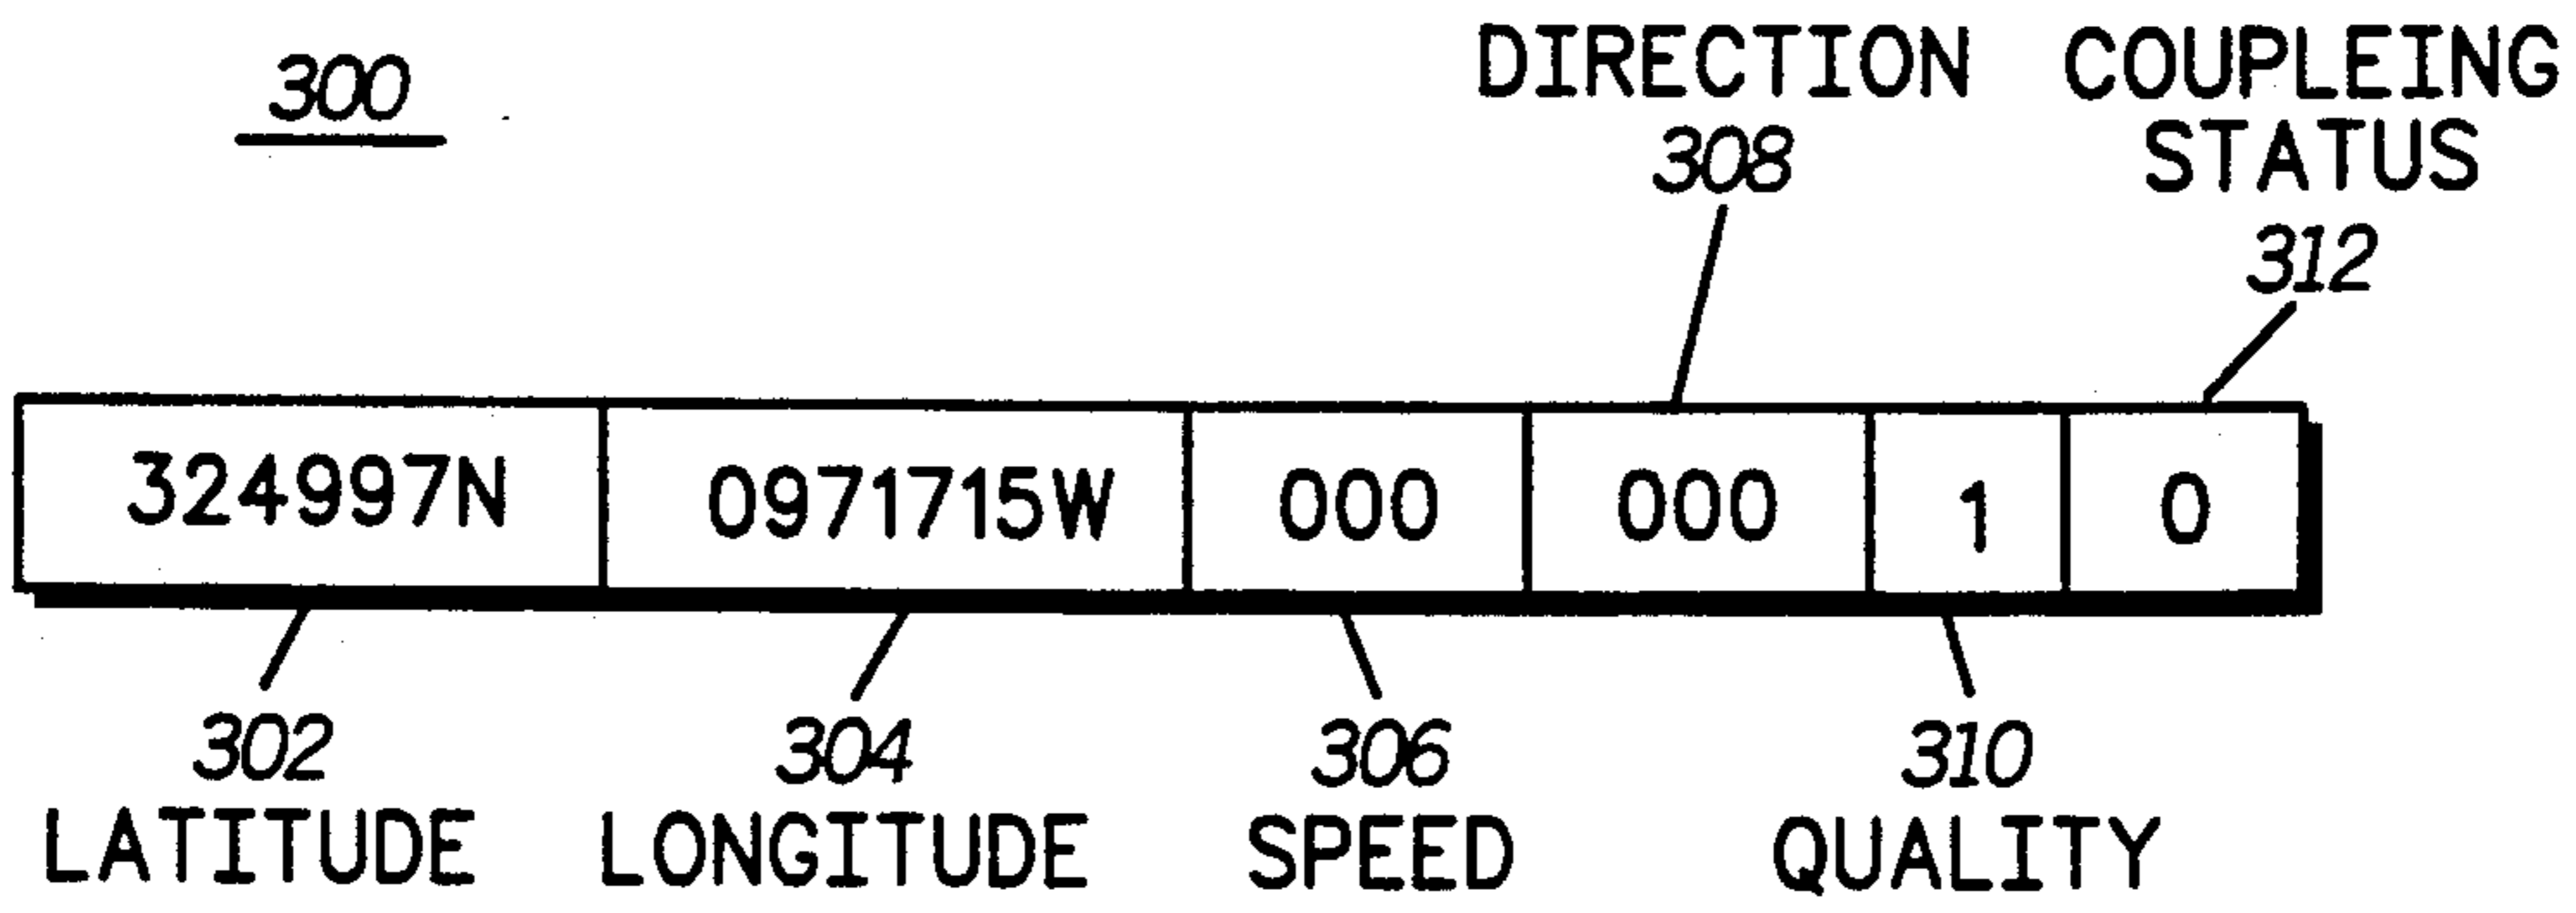 300
DIRECTION
308
COUPLEING
STATUS
312
324997N 0971715W 000 000 1 0
302
LATITUDE
304
LONGITUDE
306
SPEED
310
QUALITY